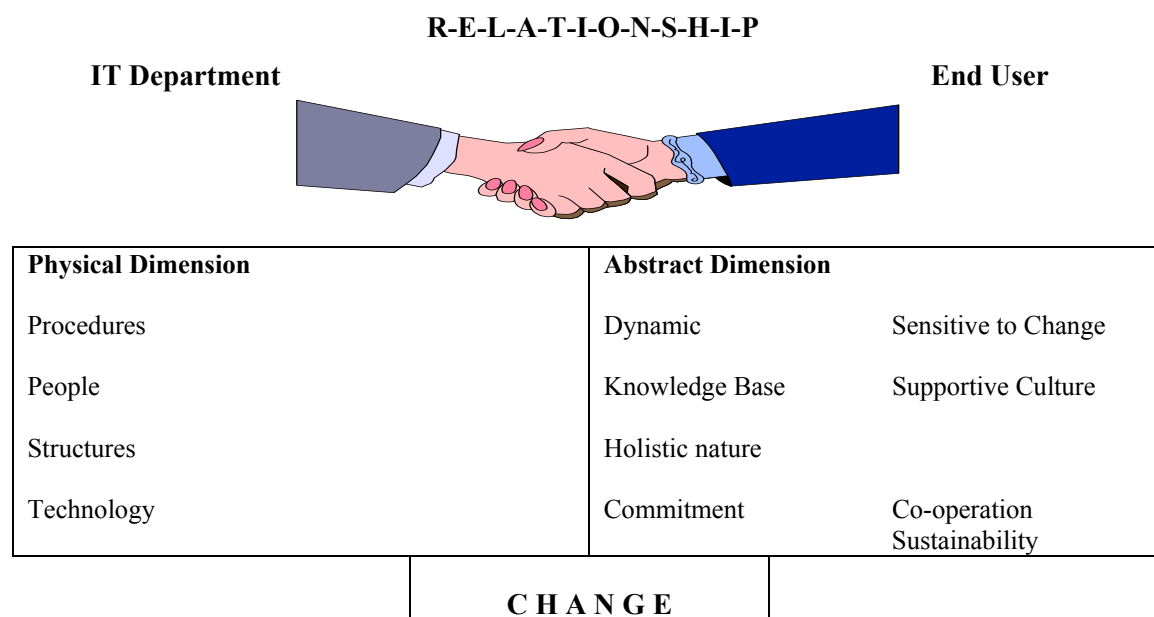 R-E-L-A-T-I-O-N-S-H-I-P
IT Department End User
Physical Dimension Abstract Dimension
Procedures Dynamic Sensitive to Change
People Knowledge Base Supportive Culture
Structures Holistic nature
Technology Commitment Co-operation
Sustainability
C H A N G E